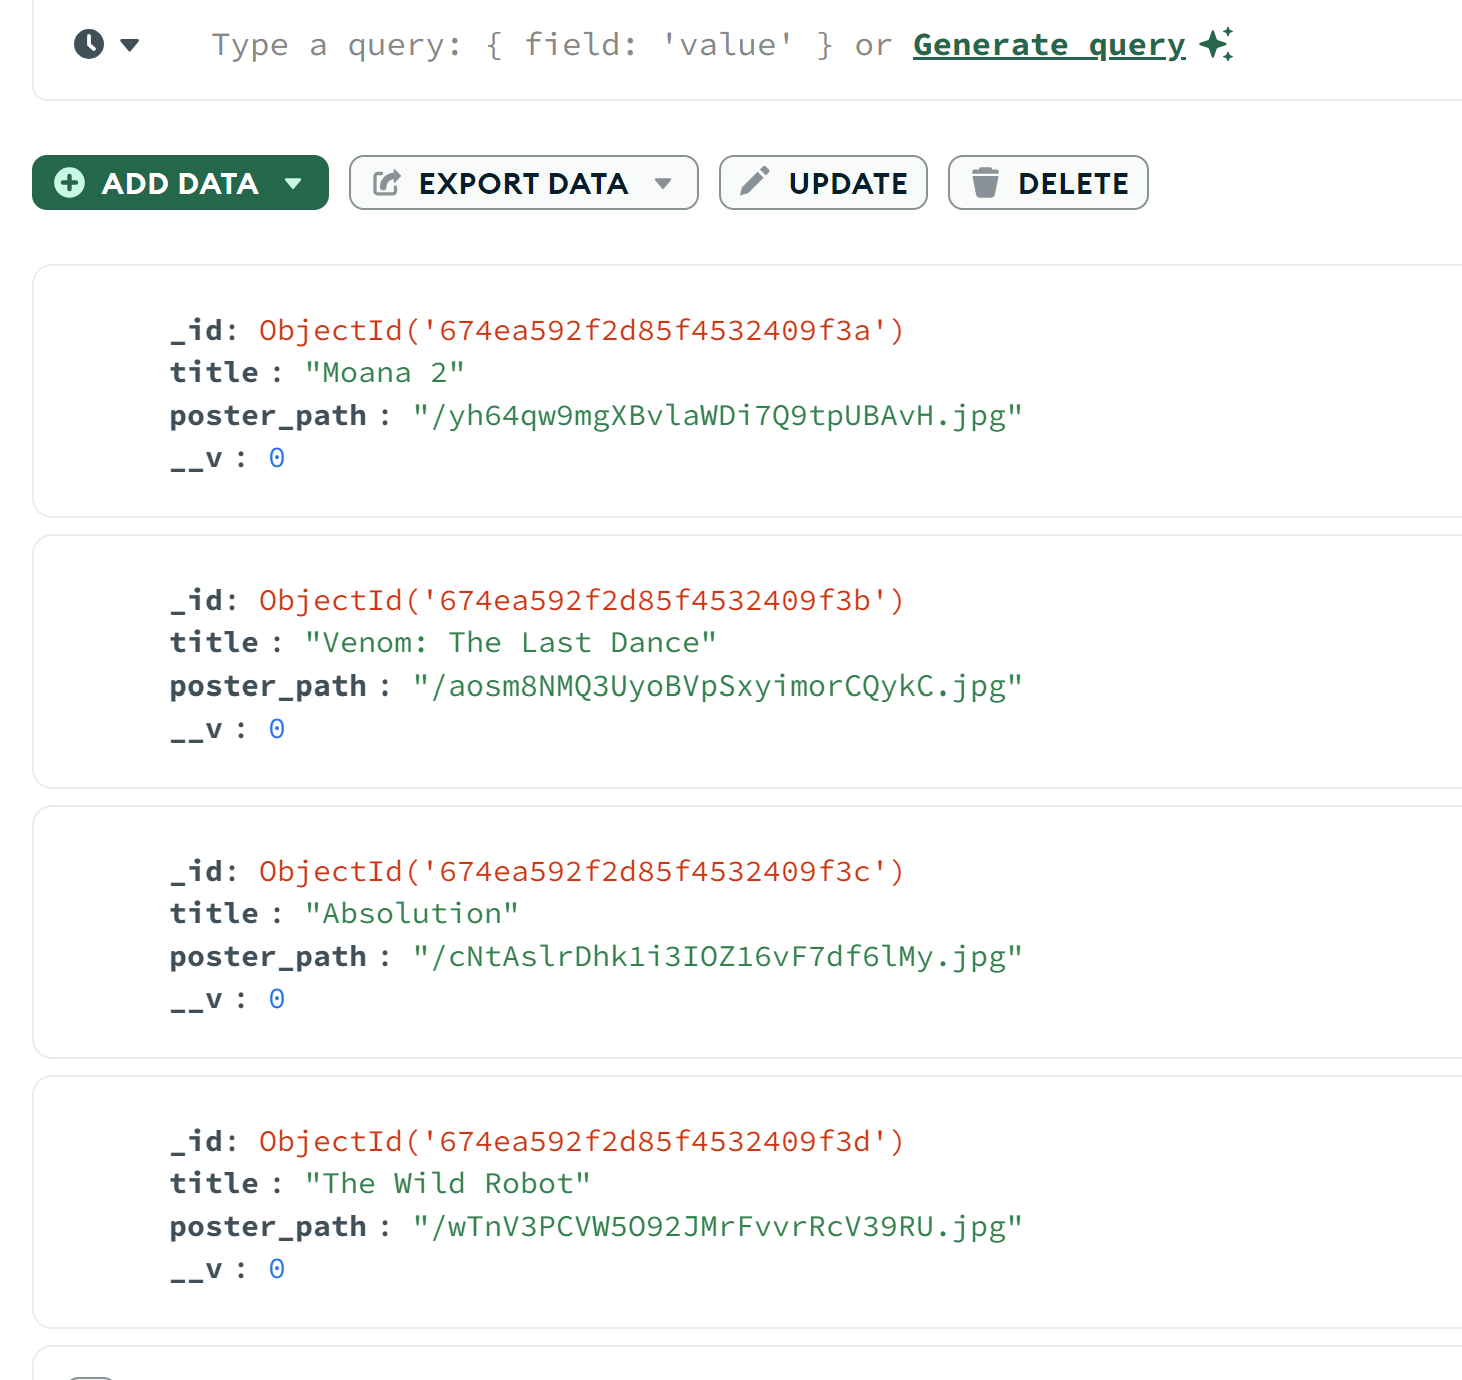 Type a query: { field: 'value' } or Generate query
ADD DATA EXPORT DATA UPDATE DELETE
_id: ObjectId('674ea592f2d85f4532409f3a')
title : "Moana 2"
poster_path : "/yh64qw9mgXBvlaWDi7Q9tpUBAvH.jpg"
__v : 0
_id: ObjectId('674ea592f2d85f4532409f3b')
title : "Venom: The Last Dance"
poster_path : "/aosm8NMQ3UyoBVpSxyimorCQykC.jpg"
__v : 0
_id: ObjectId('674ea592f2d85f4532409f3c')
title : "Absolution"
poster_path : "/cNtAslrDhk1i3IOZ16vF7df6lMy.jpg"
__v : 0
_id: ObjectId('674ea592f2d85f4532409f3d')
title : "The Wild Robot"
poster_path : "/wTnV3PCVW5O92JMrFvvrRcV39RU.jpg"
__v : 0